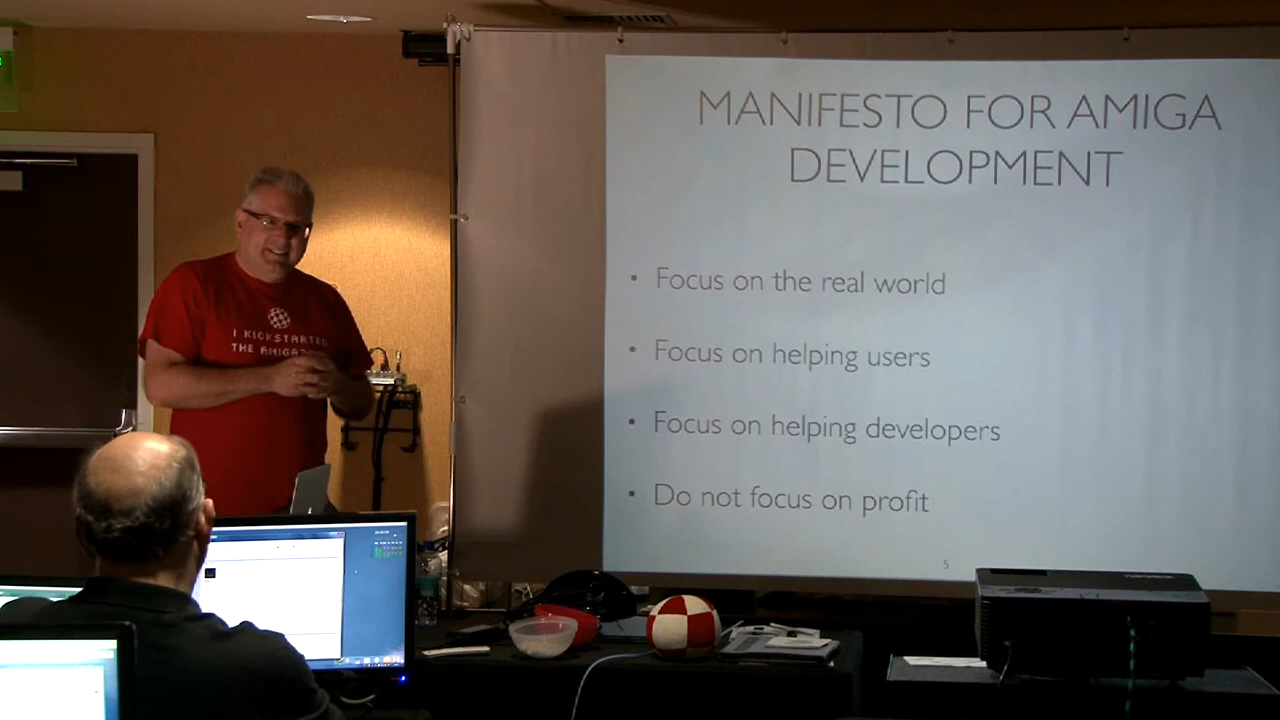 MANIFESTO FOR AMIGA
DEVELOPMENT
• Focus on the real world
• Focus on helping users
• Focus on helping developers
• Do not focus on profit
5
I KICKSTARTED
THE AMIGA